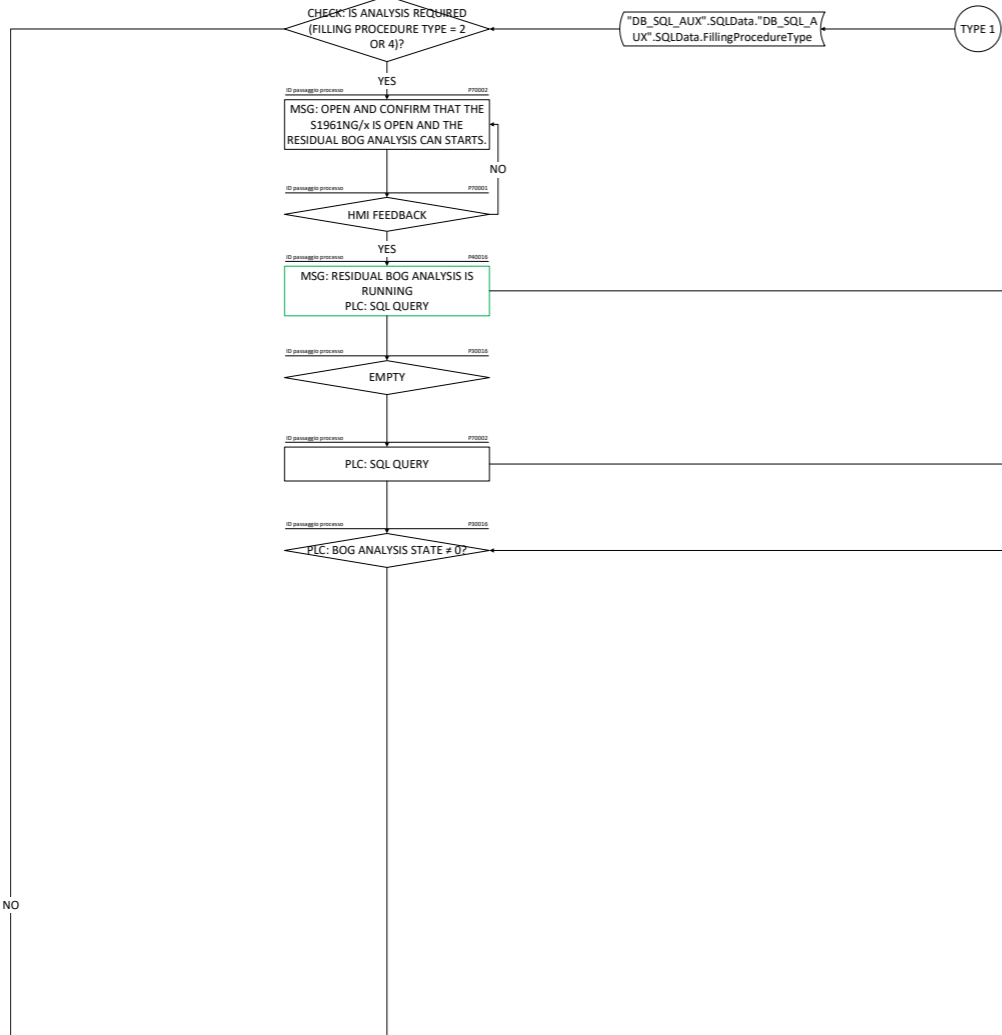 CHECK: IS ANALYSIS REQUIRED
(FILLING PROCEDURE TYPE = 2
OR 4)?
"DB_SQL_AUX".SQLData."DB_SQL_A
UX".SQLData.FillingProcedureType
TYPE 1
YES
ID passaggio processo P70002
MSG: OPEN AND CONFIRM THAT THE
S1961NG/x IS OPEN AND THE
RESIDUAL BOG ANALYSIS CAN STARTS.
NO
ID passaggio processo P70001
HMI FEEDBACK
YES
ID passaggio processo P40016
MSG: RESIDUAL BOG ANALYSIS IS
RUNNING
PLC: SQL QUERY
ID passaggio processo P30016
EMPTY
ID passaggio processo P70002
PLC: SQL QUERY
ID passaggio processo P30016
PLC: BOG ANALYSIS STATE ≠ 0?
NO